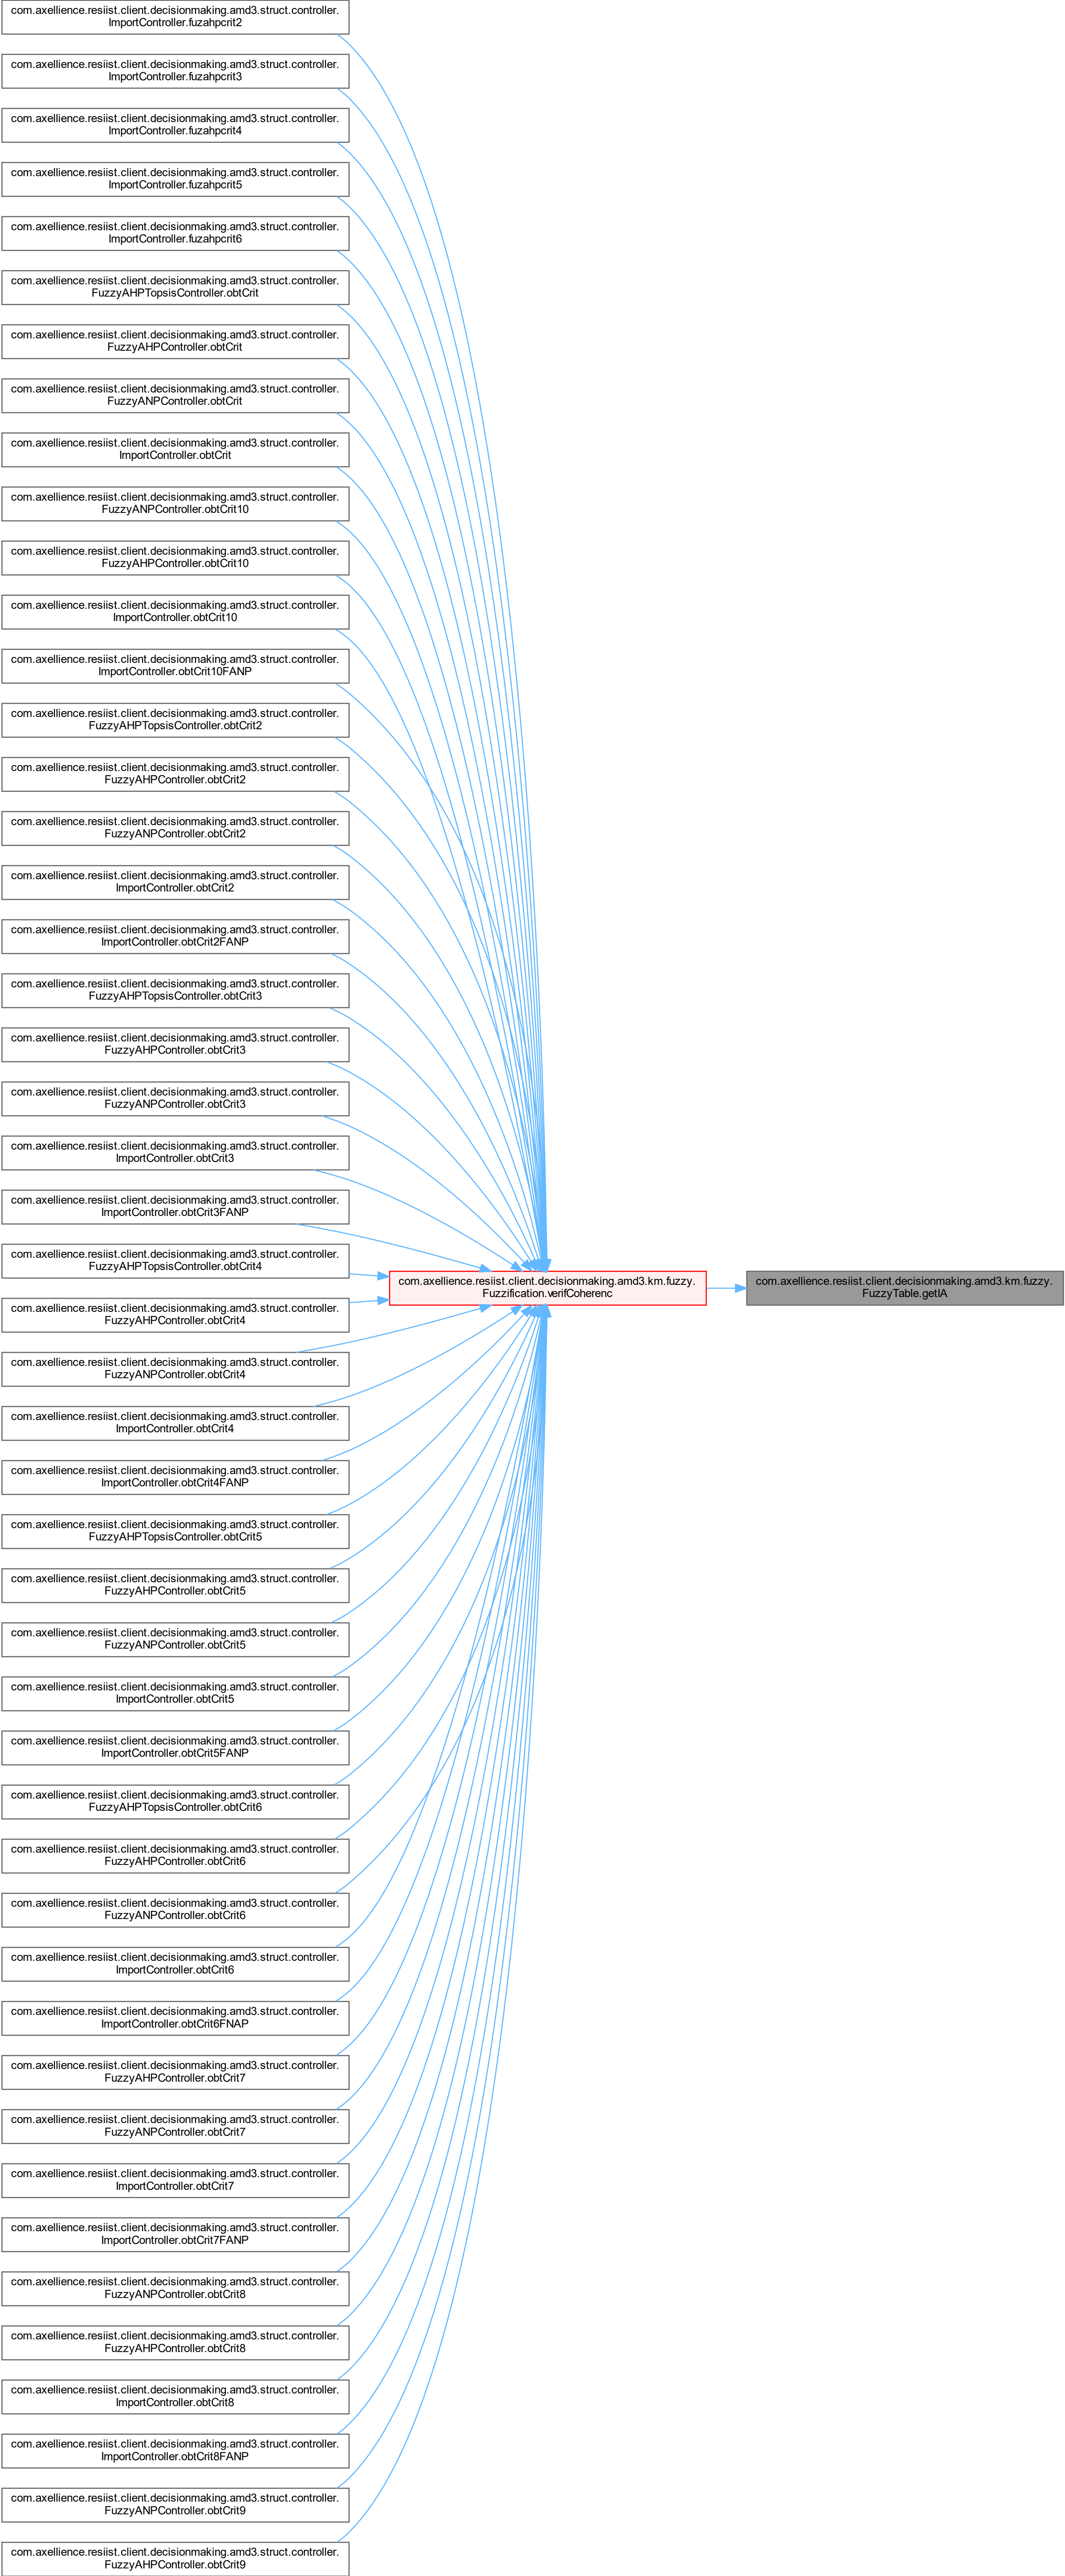 com.axellience.resiist.client.decisionmaking.amd3.struct.controller.
ImportController.fuzahpcrit2
com.axellience.resiist.client.decisionmaking.amd3.struct.controller.
ImportController.fuzahpcrit3
com.axellience.resiist.client.decisionmaking.amd3.struct.controller.
ImportController.fuzahpcrit4
com.axellience.resiist.client.decisionmaking.amd3.struct.controller.
ImportController.fuzahpcrit5
com.axellience.resiist.client.decisionmaking.amd3.struct.controller.
ImportController.fuzahpcrit6
com.axellience.resiist.client.decisionmaking.amd3.struct.controller.
FuzzyAHPTopsisController.obtCrit
com.axellience.resiist.client.decisionmaking.amd3.struct.controller.
FuzzyAHPController.obtCrit
com.axellience.resiist.client.decisionmaking.amd3.struct.controller.
FuzzyANPController.obtCrit
com.axellience.resiist.client.decisionmaking.amd3.struct.controller.
ImportController.obtCrit
com.axellience.resiist.client.decisionmaking.amd3.struct.controller.
FuzzyANPController.obtCrit10
com.axellience.resiist.client.decisionmaking.amd3.struct.controller.
FuzzyAHPController.obtCrit10
com.axellience.resiist.client.decisionmaking.amd3.struct.controller.
ImportController.obtCrit10
com.axellience.resiist.client.decisionmaking.amd3.struct.controller.
ImportController.obtCrit10FANP
com.axellience.resiist.client.decisionmaking.amd3.struct.controller.
FuzzyAHPTopsisController.obtCrit2
com.axellience.resiist.client.decisionmaking.amd3.struct.controller.
FuzzyAHPController.obtCrit2
com.axellience.resiist.client.decisionmaking.amd3.struct.controller.
FuzzyANPController.obtCrit2
com.axellience.resiist.client.decisionmaking.amd3.struct.controller.
ImportController.obtCrit2
com.axellience.resiist.client.decisionmaking.amd3.struct.controller.
ImportController.obtCrit2FANP
com.axellience.resiist.client.decisionmaking.amd3.struct.controller.
FuzzyAHPTopsisController.obtCrit3
com.axellience.resiist.client.decisionmaking.amd3.struct.controller.
FuzzyAHPController.obtCrit3
com.axellience.resiist.client.decisionmaking.amd3.struct.controller.
FuzzyANPController.obtCrit3
com.axellience.resiist.client.decisionmaking.amd3.struct.controller.
ImportController.obtCrit3
com.axellience.resiist.client.decisionmaking.amd3.struct.controller.
ImportController.obtCrit3FANP
com.axellience.resiist.client.decisionmaking.amd3.struct.controller.
FuzzyAHPTopsisController.obtCrit4
com.axellience.resiist.client.decisionmaking.amd3.struct.controller.
FuzzyAHPController.obtCrit4
com.axellience.resiist.client.decisionmaking.amd3.struct.controller.
FuzzyANPController.obtCrit4
com.axellience.resiist.client.decisionmaking.amd3.struct.controller.
ImportController.obtCrit4
com.axellience.resiist.client.decisionmaking.amd3.struct.controller.
ImportController.obtCrit4FANP
com.axellience.resiist.client.decisionmaking.amd3.struct.controller.
FuzzyAHPTopsisController.obtCrit5
com.axellience.resiist.client.decisionmaking.amd3.struct.controller.
FuzzyAHPController.obtCrit5
com.axellience.resiist.client.decisionmaking.amd3.struct.controller.
FuzzyANPController.obtCrit5
com.axellience.resiist.client.decisionmaking.amd3.struct.controller.
ImportController.obtCrit5
com.axellience.resiist.client.decisionmaking.amd3.struct.controller.
ImportController.obtCrit5FANP
com.axellience.resiist.client.decisionmaking.amd3.struct.controller.
FuzzyAHPTopsisController.obtCrit6
com.axellience.resiist.client.decisionmaking.amd3.struct.controller.
FuzzyAHPController.obtCrit6
com.axellience.resiist.client.decisionmaking.amd3.struct.controller.
FuzzyANPController.obtCrit6
com.axellience.resiist.client.decisionmaking.amd3.struct.controller.
ImportController.obtCrit6
com.axellience.resiist.client.decisionmaking.amd3.struct.controller.
ImportController.obtCrit6FNAP
com.axellience.resiist.client.decisionmaking.amd3.struct.controller.
FuzzyAHPController.obtCrit7
com.axellience.resiist.client.decisionmaking.amd3.struct.controller.
FuzzyANPController.obtCrit7
com.axellience.resiist.client.decisionmaking.amd3.struct.controller.
ImportController.obtCrit7
com.axellience.resiist.client.decisionmaking.amd3.struct.controller.
ImportController.obtCrit7FANP
com.axellience.resiist.client.decisionmaking.amd3.struct.controller.
FuzzyANPController.obtCrit8
com.axellience.resiist.client.decisionmaking.amd3.struct.controller.
FuzzyAHPController.obtCrit8
com.axellience.resiist.client.decisionmaking.amd3.struct.controller.
ImportController.obtCrit8
com.axellience.resiist.client.decisionmaking.amd3.struct.controller.
ImportController.obtCrit8FANP
com.axellience.resiist.client.decisionmaking.amd3.struct.controller.
FuzzyANPController.obtCrit9
com.axellience.resiist.client.decisionmaking.amd3.struct.controller.
FuzzyAHPController.obtCrit9
com.axellience.resiist.client.decisionmaking.amd3.km.fuzzy.
Fuzzification.verifCoherenc
com.axellience.resiist.client.decisionmaking.amd3.km.fuzzy.
FuzzyTable.getIA